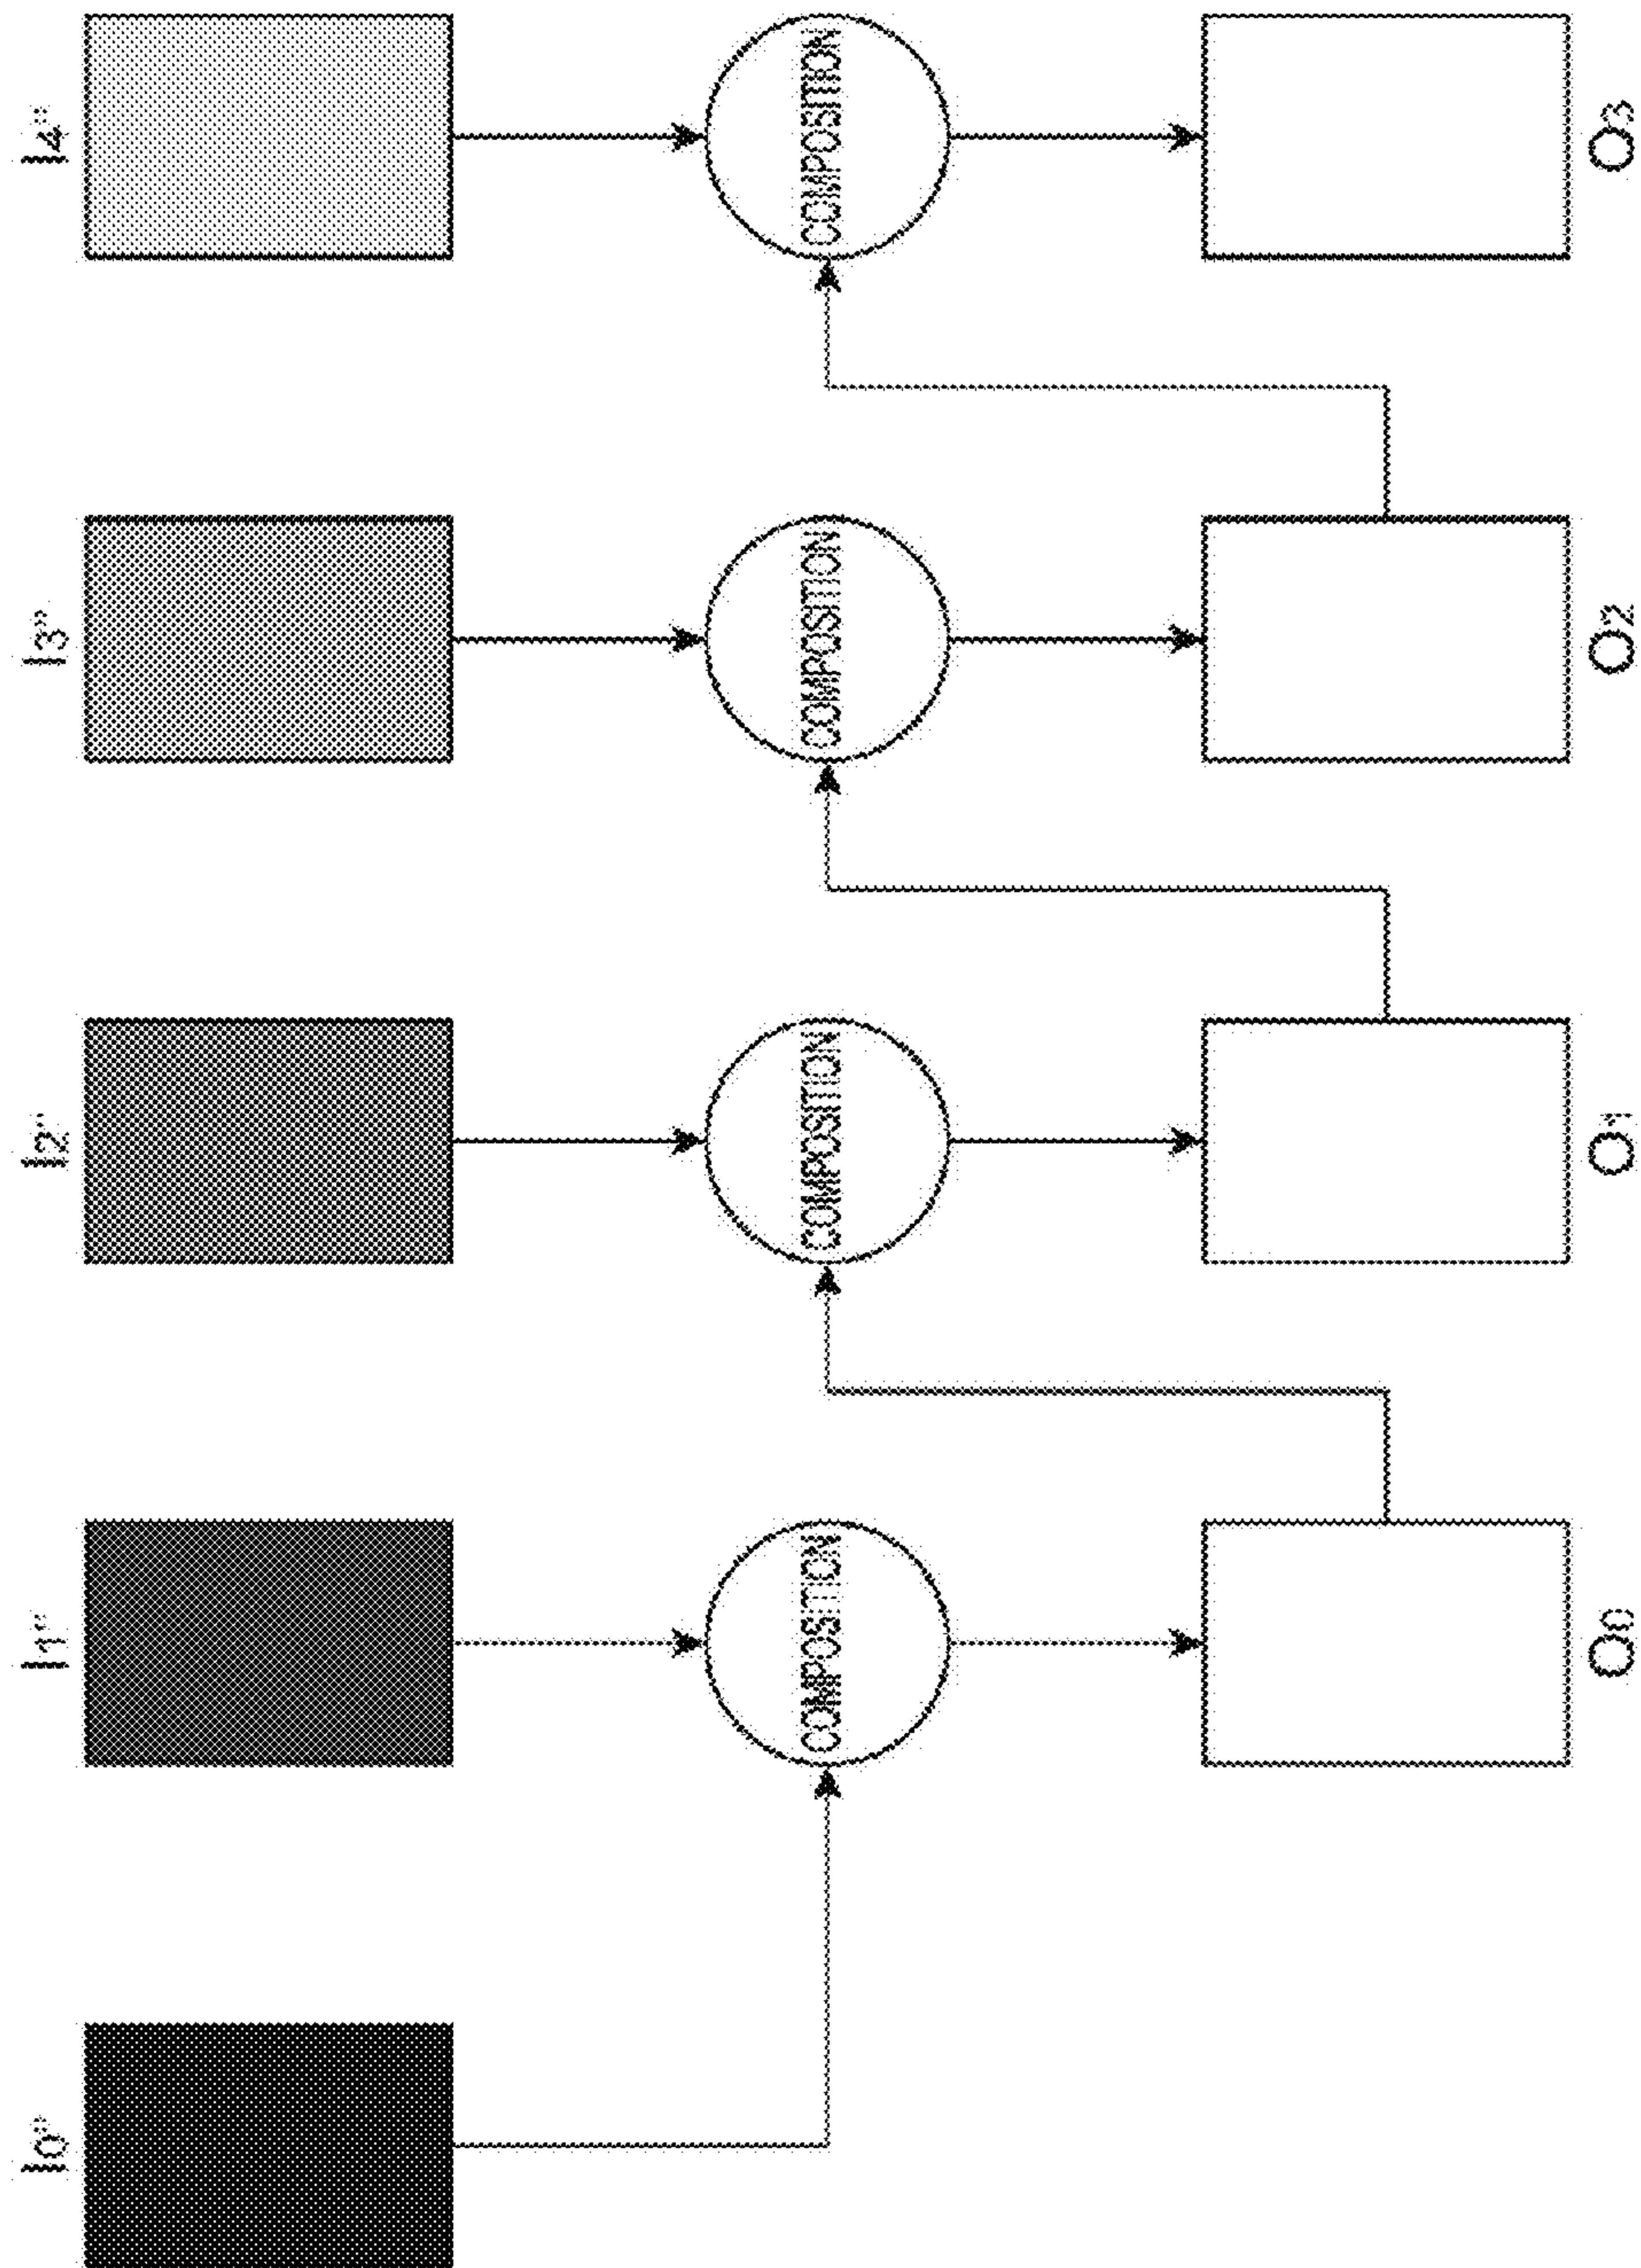 I0" I1" I2" I3" I4"
COMPOSITION COMPOSITION COMPOSITION COMPOSITION
O0 O1 O2 O3